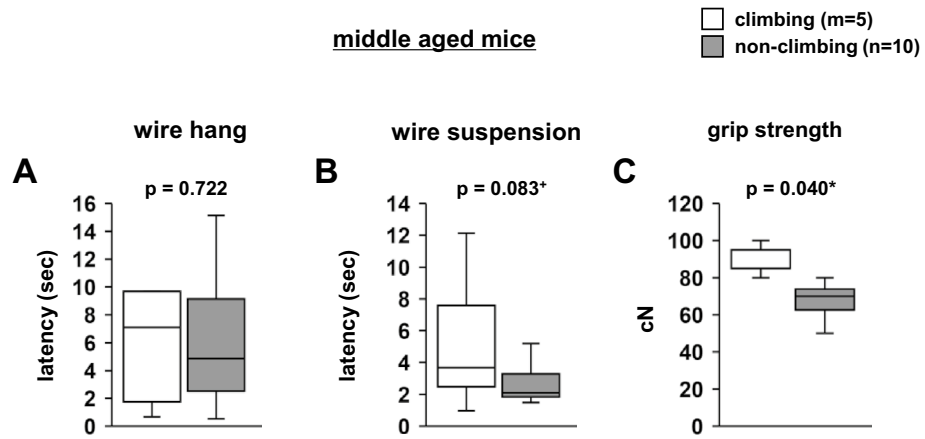 climbing (m=5)
non-climbing (n=10)
middle aged mice
wire hang
wire suspension
grip strength
A
B
C
p = 0.722
p = 0.083+
p = 0.040*
latency (sec)
16
14
12
10
8
6
4
2
0
latency (sec)
14
12
10
8
6
4
2
0
cN
120
100
80
60
40
20
0